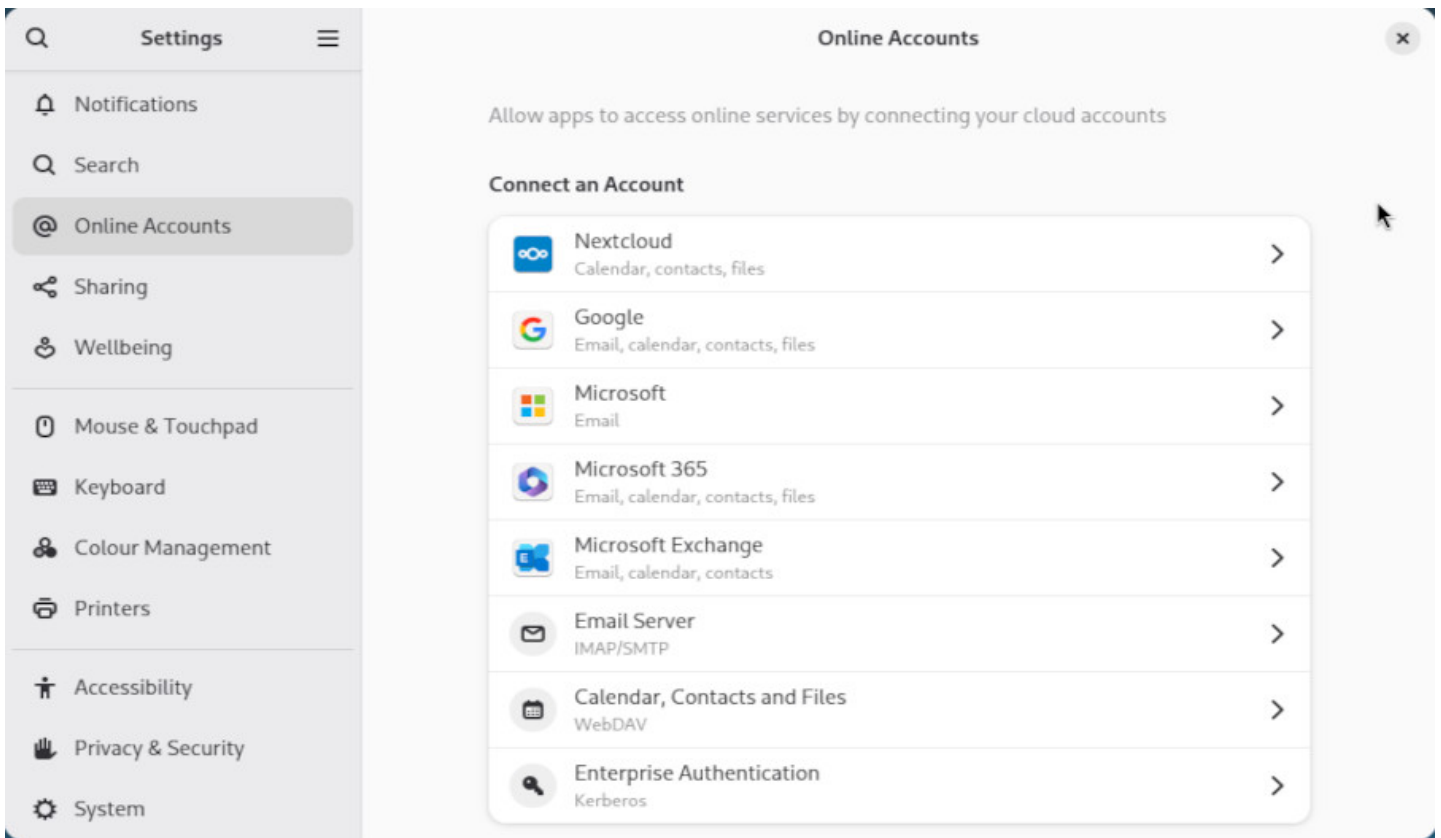 Settings
Notifications
Search
Online Accounts
Sharing
Wellbeing
Mouse & Touchpad
Keyboard
Colour Management
Printers
Accessibility
Privacy & Security
System
Online Accounts
Allow apps to access online services by connecting your cloud accounts
Connect an Account
Nextcloud
Calendar, contacts, files
Google
Email, calendar, contacts, files
Microsoft
Email
Microsoft 365
Email, calendar, contacts, files
Microsoft Exchange
Email, calendar, contacts
Email Server
IMAP/SMTP
Calendar, Contacts and Files
WebDAV
Enterprise Authentication
Kerberos